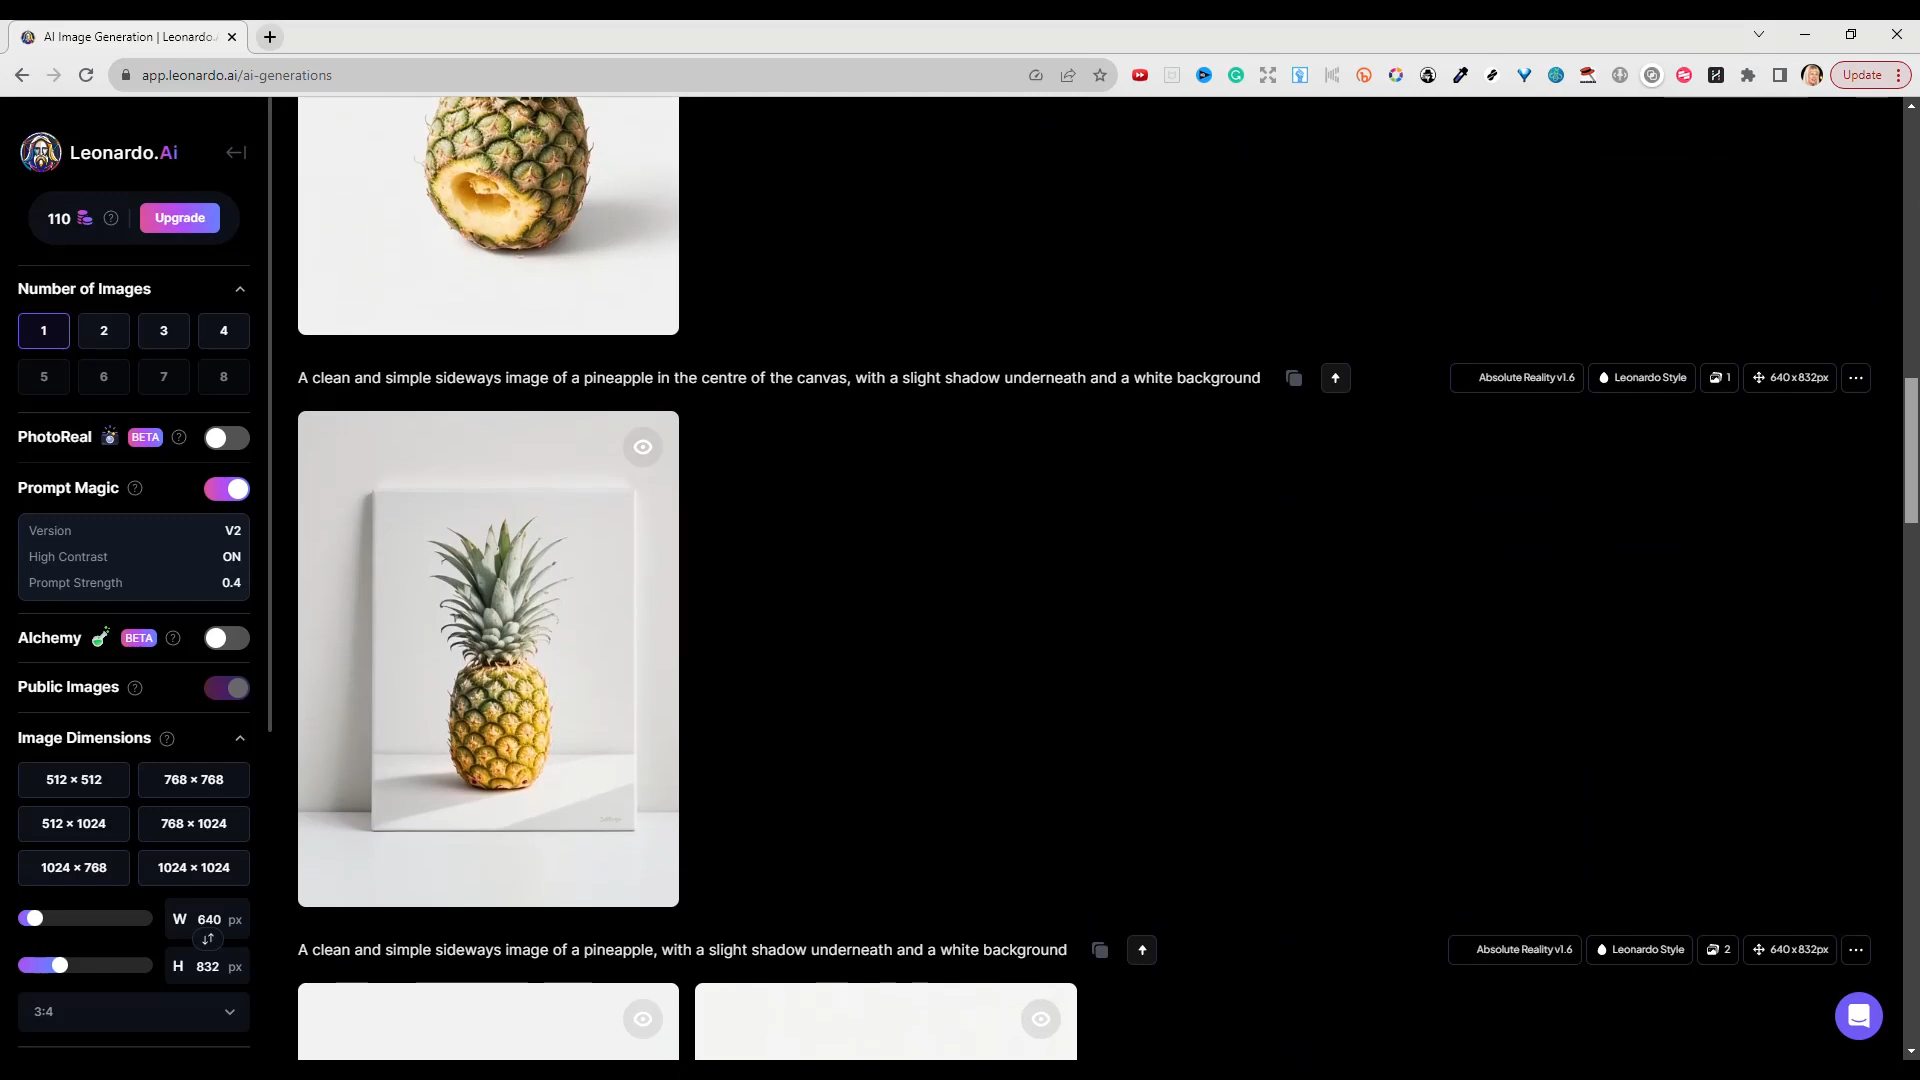 AI Image Generation | Leonardo.
app.leonardo.ai/ai-generations
Update
Leonardo.Ai
110
Upgrade
Number of Images
1 2 3 4
5 6 7 8
PhotoReal BETA
Prompt Magic
Version V2
High Contrast ON
Prompt Strength 0.4
Alchemy BETA
Public Images
Image Dimensions
512 × 512 768 × 768
512 × 1024 768 × 1024
1024 × 768 1024 × 1024
W 640 px
H 832 px
3:4
A clean and simple sideways image of a pineapple in the centre of the canvas, with a slight shadow underneath and a white background
Absolute Reality v1.6 Leonardo Style 1 640 x 832px
A clean and simple sideways image of a pineapple, with a slight shadow underneath and a white background
Absolute Reality v1.6 Leonardo Style 2 640 x 832px